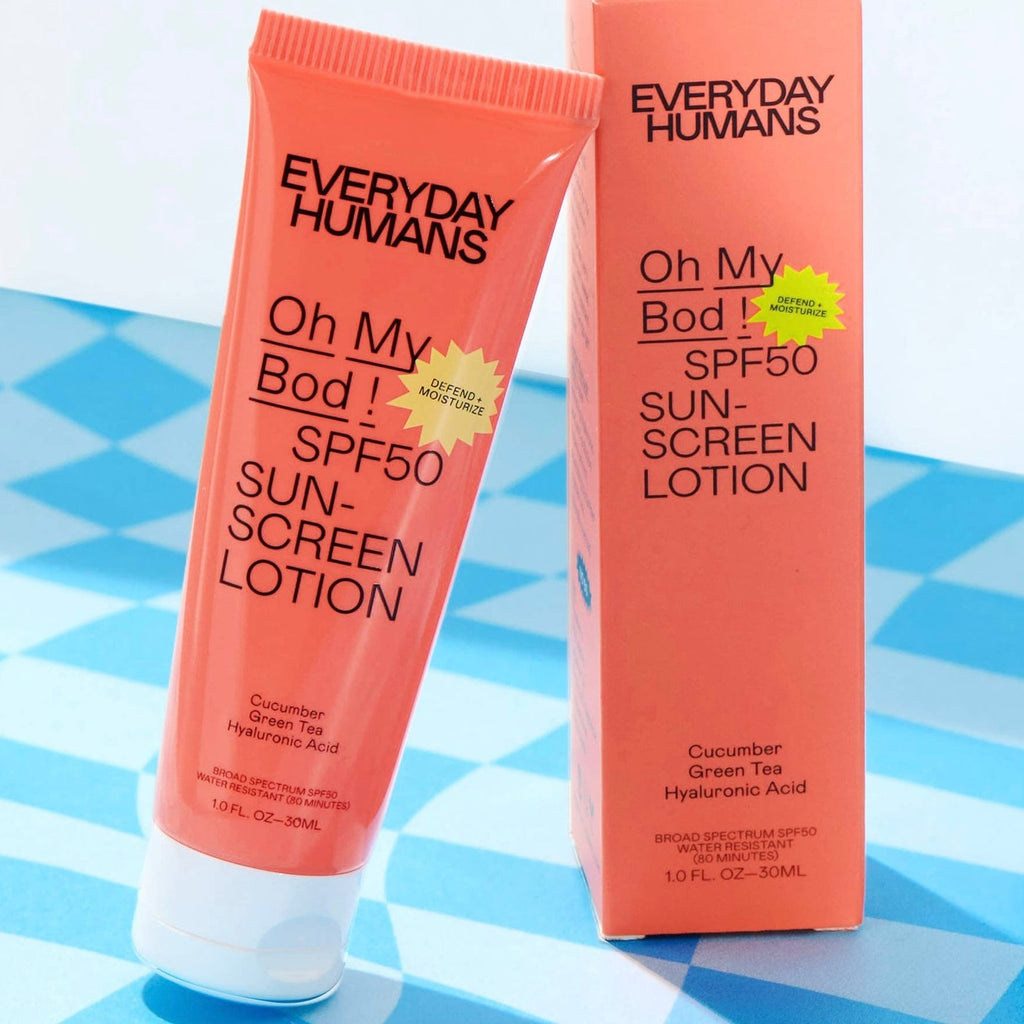 EVERYDAY
HUMANS
Oh My
Bod !
SPF50
SUN-
SCREEN
LOTION
DEFEND +
MOISTURIZE
Cucumber
Green Tea
Hyaluronic Acid
BROAD SPECTRUM SPF50
WATER RESISTANT (80 MINUTES)
1.0 FL. OZ—30ML
EVERYDAY
HUMANS
Oh My
Bod !
SPF50
SUN-
SCREEN
LOTION
DEFEND +
MOISTURIZE
Cucumber
Green Tea
Hyaluronic Acid
BROAD SPECTRUM SPF50
WATER RESISTANT
(80 MINUTES)
1.0 FL. OZ—30ML